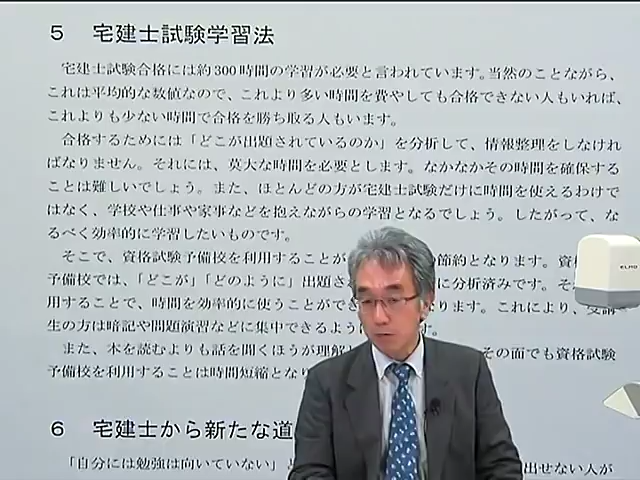 5 宅建士試験学習法
宅建士試験合格には約300時間の学習が必要と言われています。当然のことながら、
これは平均的な数値なので、これより多い時間を費やしても合格できない人もいれば、
これよりも少ない時間で合格を勝ち取る人もいます。
合格するためには「どこが出題されているのか」を分析して、情報整理をしなけれ
ばなりません。それには、莫大な時間を必要とします。なかなかその時間を確保する
ことは難しいでしょう。また、ほとんどの方が宅建士試験だけに時間を使えるわけで
はなく、学校や仕事や家事などを抱えながらの学習となるでしょう。したがって、な
るべく効率的に学習したいものです。
そこで、資格試験予備校を利用することが の節約となります。資
予備校では、「どこが」「どのように」出題さ に分析済みです。そ
用することで、時間を効率的に使うことができ ります。これにより、受講
生の方は暗記や問題演習などに集中できるよう す。
また、本を読むよりも話を聞くほうが理解 その面でも資格試験
予備校を利用することは時間短縮とな
6 宅建士から新たな道
「自分には勉強は向いていない」 出せない人が
ELMO